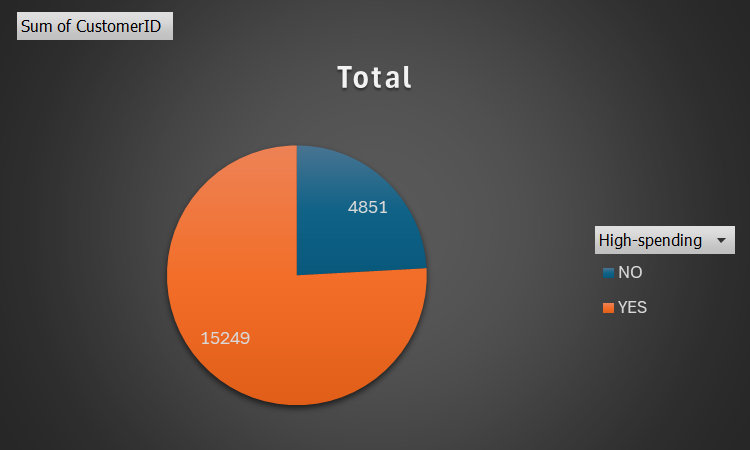 Sum of CustomerID
Total
4851
High-spending
NO
YES
15249